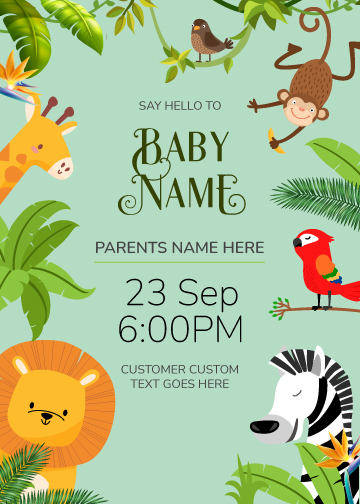 SAY HELLO TO
BABY
NAME
PARENTS NAME HERE
23 Sep
6:00PM
CUSTOMER CUSTOM
TEXT GOES HERE